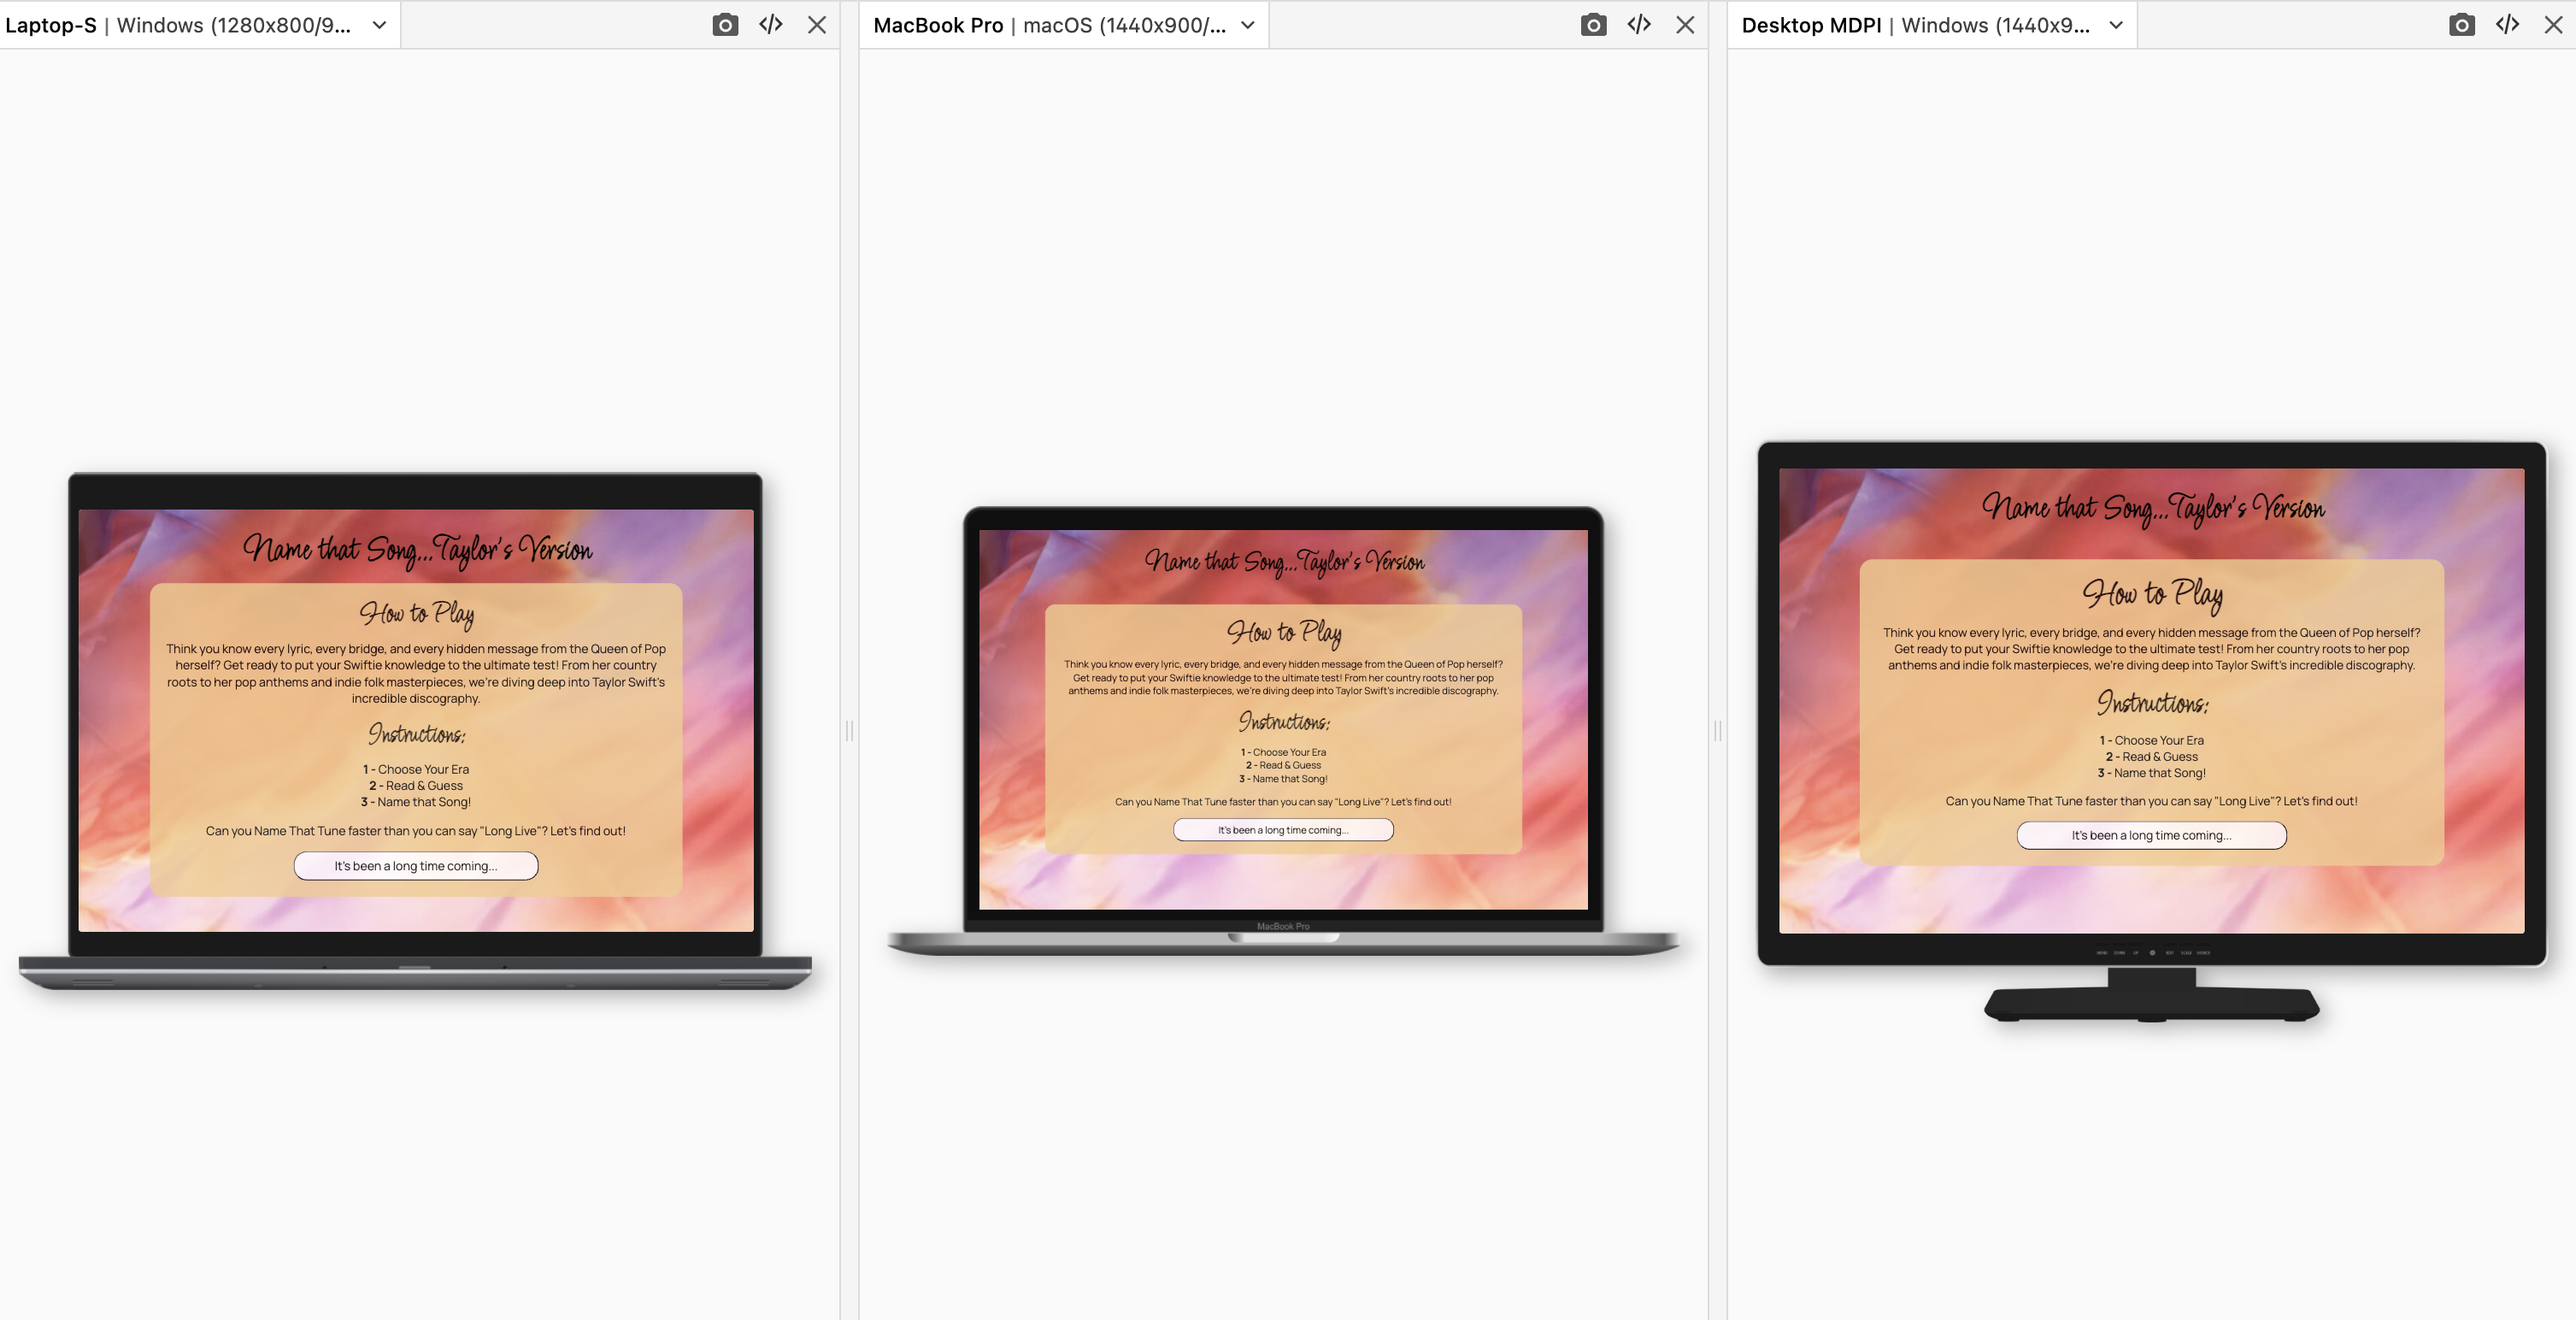 Laptop-S | Windows (1280x800/9...
Name that Song...Taylor's Version
How to Play
Think you know every lyric, every bridge, and every hidden message from the Queen of Pop
herself? Get ready to put your Swiftie knowledge to the ultimate test! From her country
roots to her pop anthems and indie folk masterpieces, we're diving deep into Taylor Swift's
incredible discography.
Instructions:
1 - Choose Your Era
2 - Read & Guess
3 - Name that Song!
Can you Name That Tune faster than you can say "Long Live"? Let's find out!
It's been a long time coming...
MacBook Pro | macOS (1440x900/...
Name that Song...Taylor's Version
How to Play
Think you know every lyric, every bridge, and every hidden message from the Queen of Pop herself?
Get ready to put your Swiftie knowledge to the ultimate test! From her country roots to her pop
anthems and indie folk masterpieces, we're diving deep into Taylor Swift's incredible discography.
Instructions:
1 - Choose Your Era
2 - Read & Guess
3 - Name that Song!
Can you Name That Tune faster than you can say "Long Live"? Let's find out!
It's been a long time coming...
MacBook Pro
Desktop MDPI | Windows (1440x9...
Name that Song...Taylor's Version
How to Play
Think you know every lyric, every bridge, and every hidden message from the Queen of Pop herself?
Get ready to put your Swiftie knowledge to the ultimate test! From her country roots to her pop
anthems and indie folk masterpieces, we're diving deep into Taylor Swift's incredible discography.
Instructions:
1 - Choose Your Era
2 - Read & Guess
3 - Name that Song!
Can you Name That Tune faster than you can say "Long Live"? Let's find out!
It's been a long time coming...